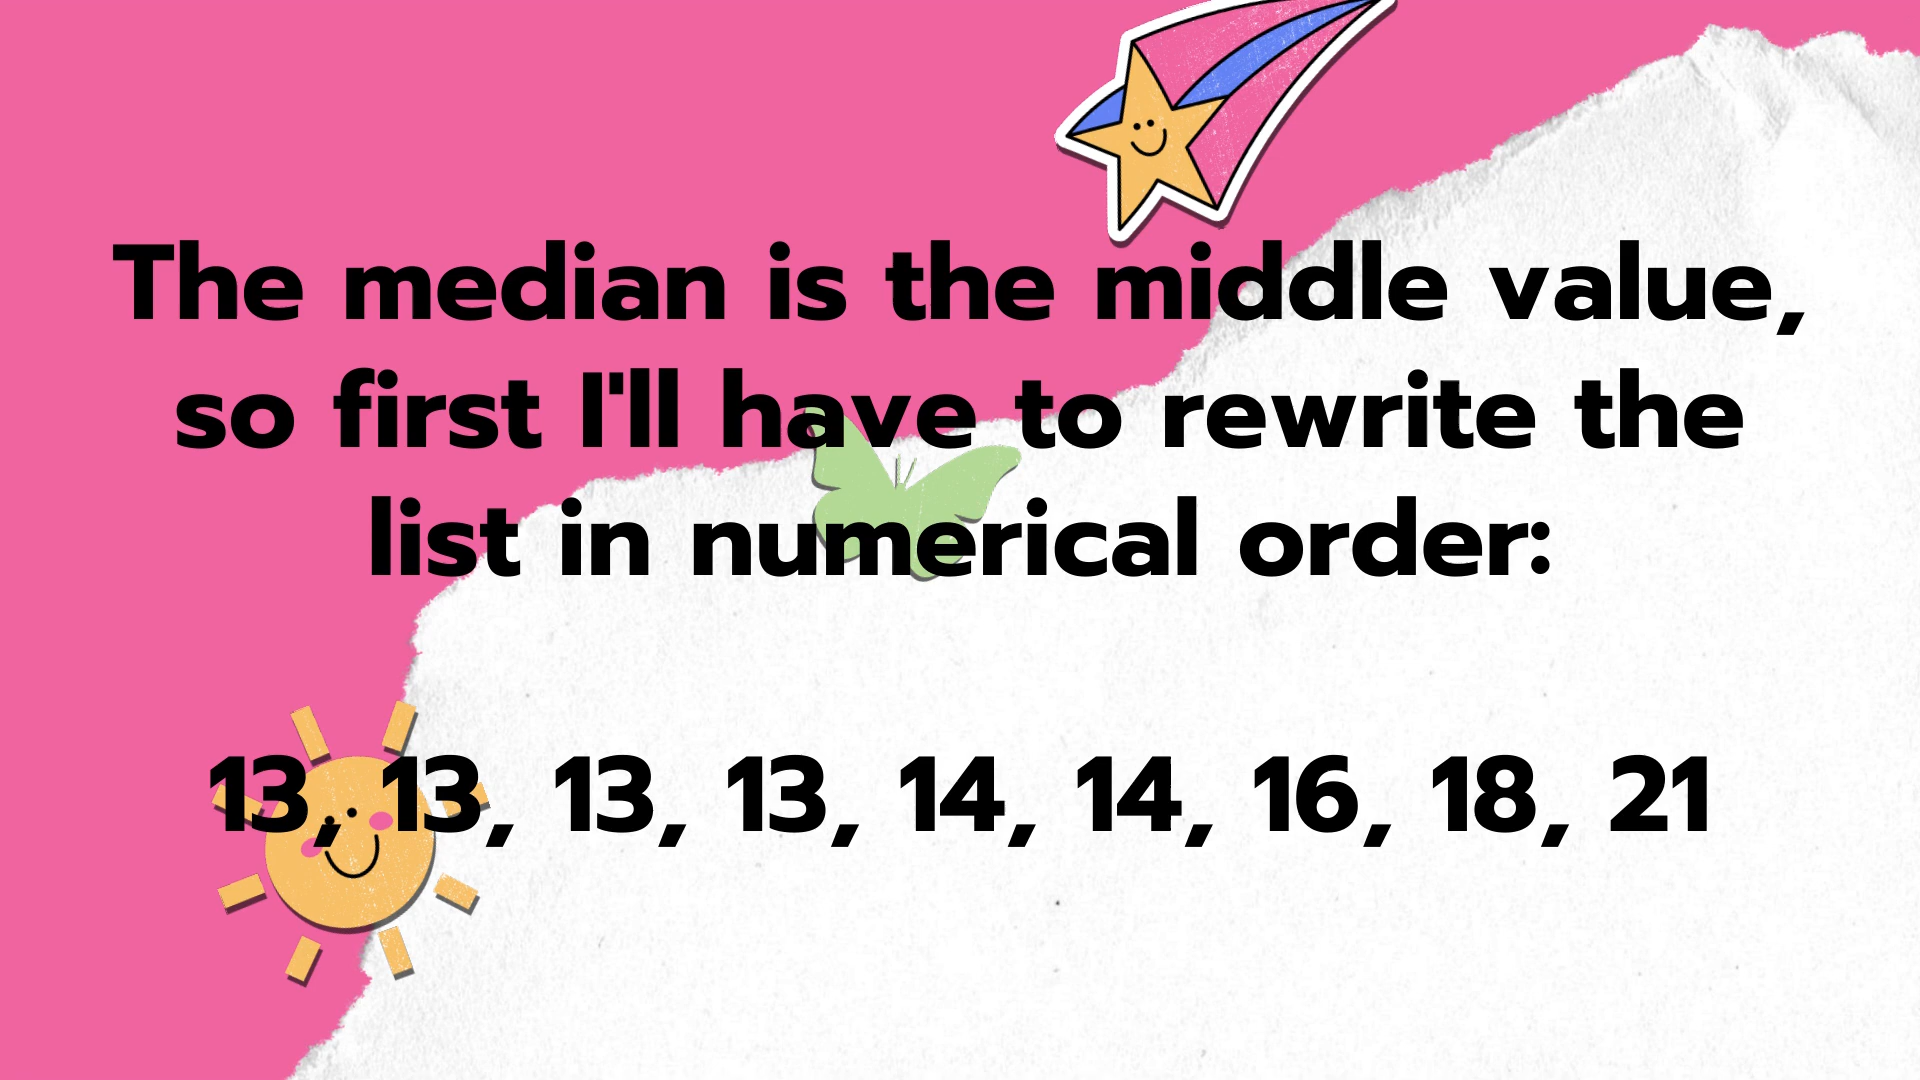 The median is the middle value,
so first I'll have to rewrite the
list in numerical order:
13, 13, 13, 13, 14, 14, 16, 18, 21